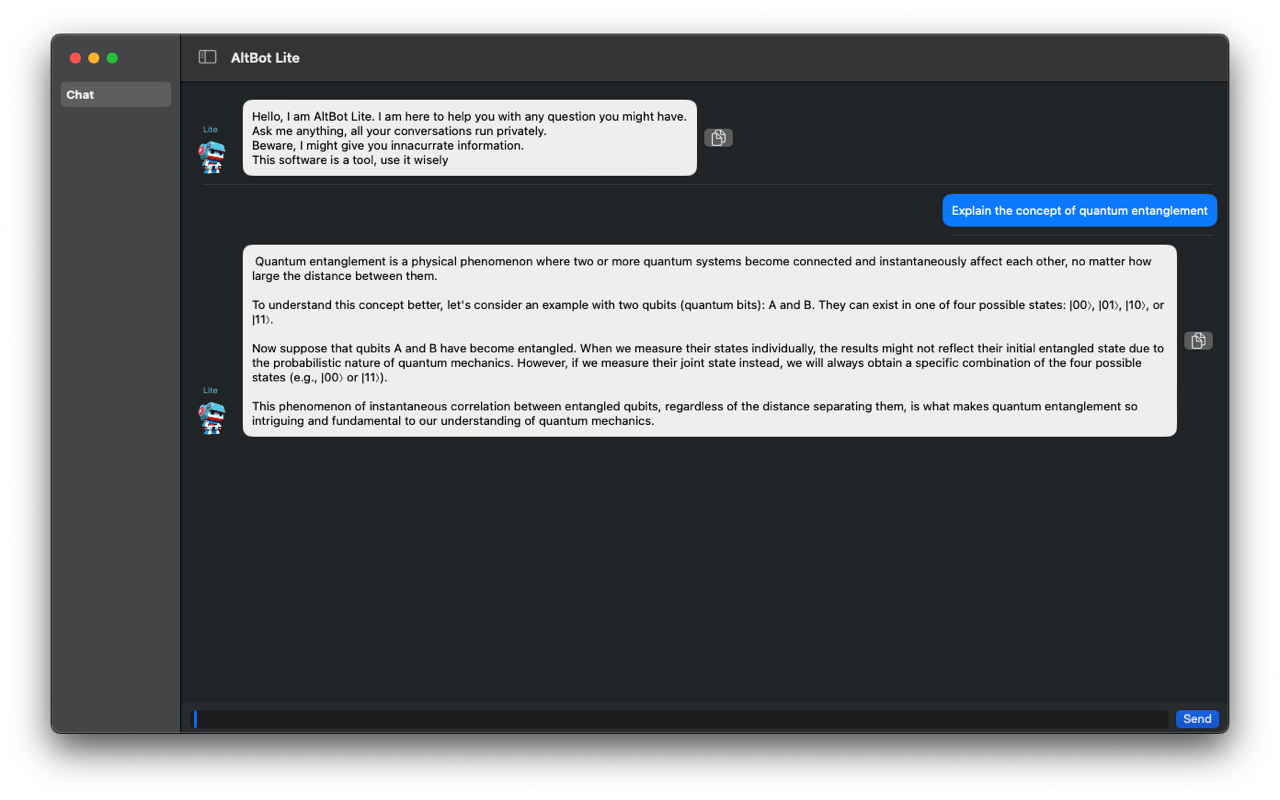 AltBot Lite
Chat
Lite
Hello, I am AltBot Lite. I am here to help you with any question you might have.
Ask me anything, all your conversations run privately.
Beware, I might give you innacurrate information.
This software is a tool, use it wisely
Explain the concept of quantum entanglement
Lite
Quantum entanglement is a physical phenomenon where two or more quantum systems become connected and instantaneously affect each other, no matter how
large the distance between them.
To understand this concept better, let's consider an example with two qubits (quantum bits): A and B. They can exist in one of four possible states: |00⟩, |01⟩, |10⟩, or
|11⟩.
Now suppose that qubits A and B have become entangled. When we measure their states individually, the results might not reflect their initial entangled state due to
the probabilistic nature of quantum mechanics. However, if we measure their joint state instead, we will always obtain a specific combination of the four possible
states (e.g., |00⟩ or |11⟩).
This phenomenon of instantaneous correlation between entangled qubits, regardless of the distance separating them, is what makes quantum entanglement so
intriguing and fundamental to our understanding of quantum mechanics.
Send